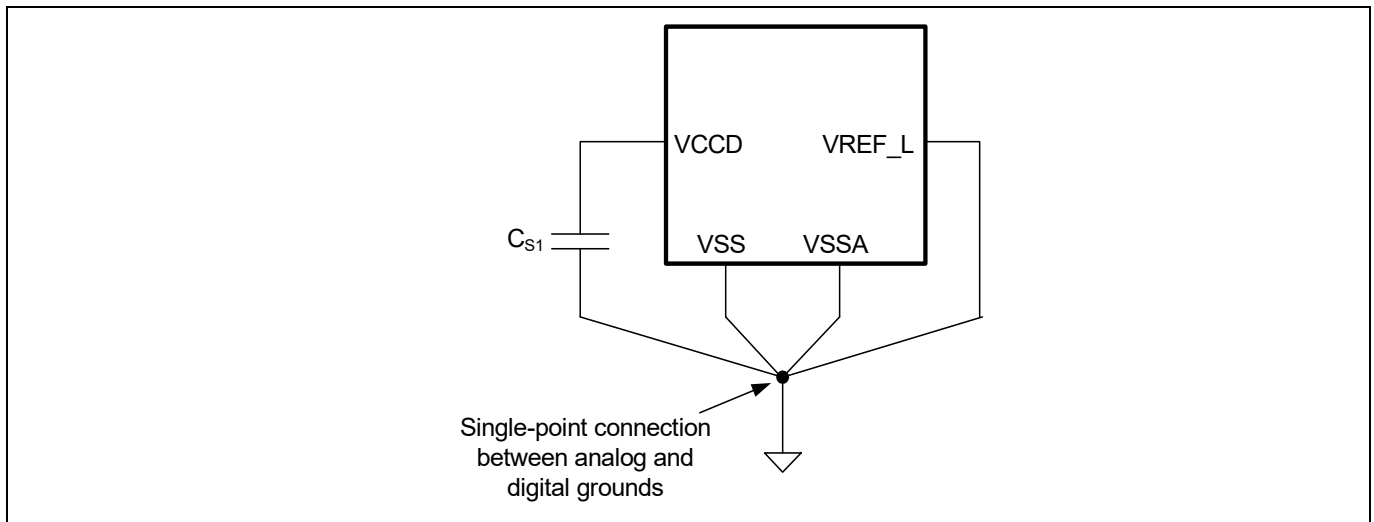 VCCD VREF_L
CS1
VSS VSSA
Single-point connection
between analog and
digital grounds